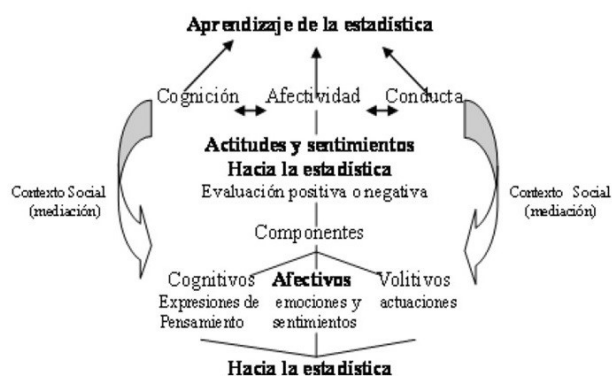 Aprendizaje de la estadística
Cognición Afectividad Conducta
Actitudes y sentimientos
Hacia la estadística
Evaluación positiva o negativa
Contexto Social
(mediación)
Contexto Social
(mediación)
Componentes
Cognitivos Afectivos Volitivos
Expresiones de emociones y actuaciones
Pensamiento sentimientos
Hacia la estadística